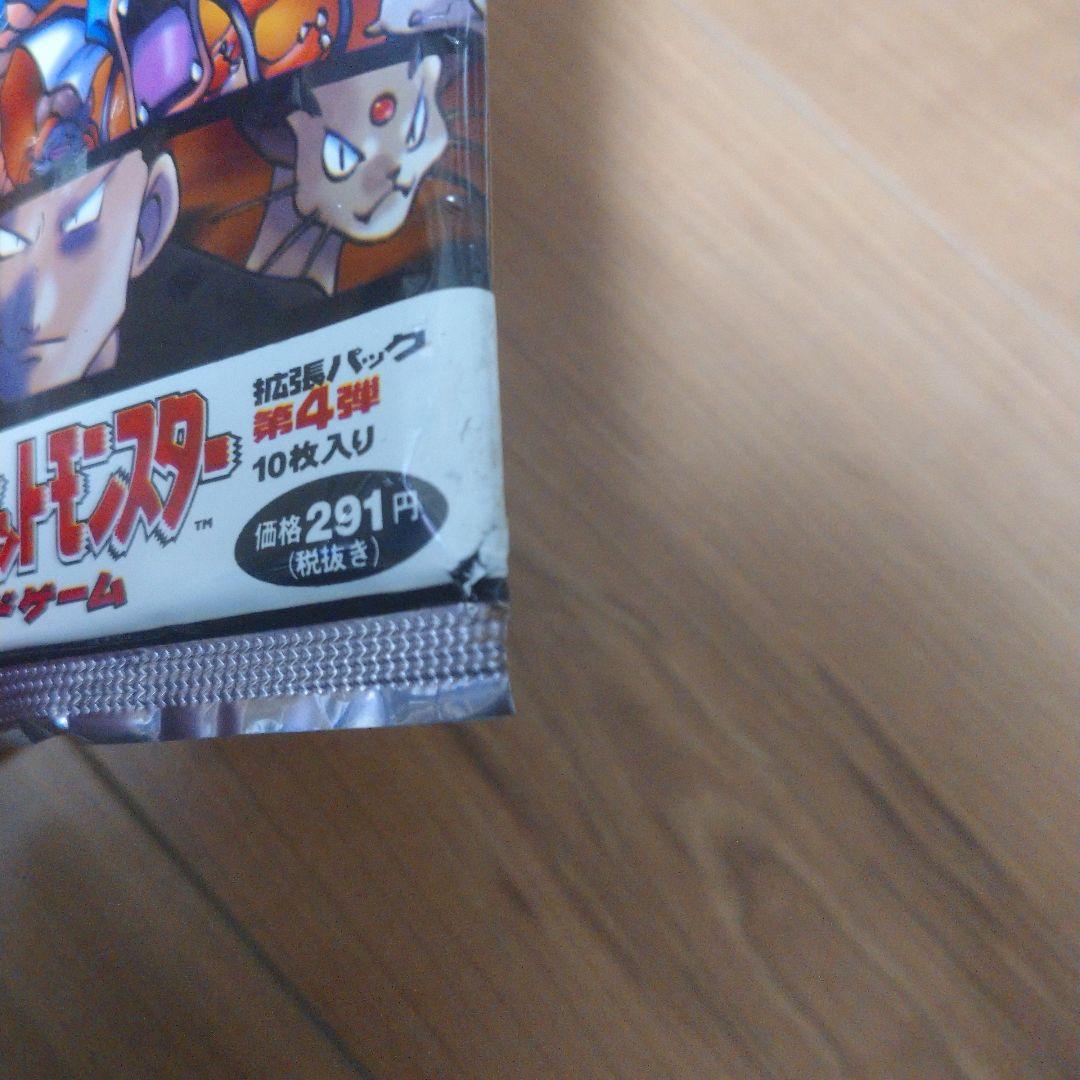 拡張パック
第4弾
10枚入り
ットモンスター
™
ゲーム
価格291円
(税抜き)